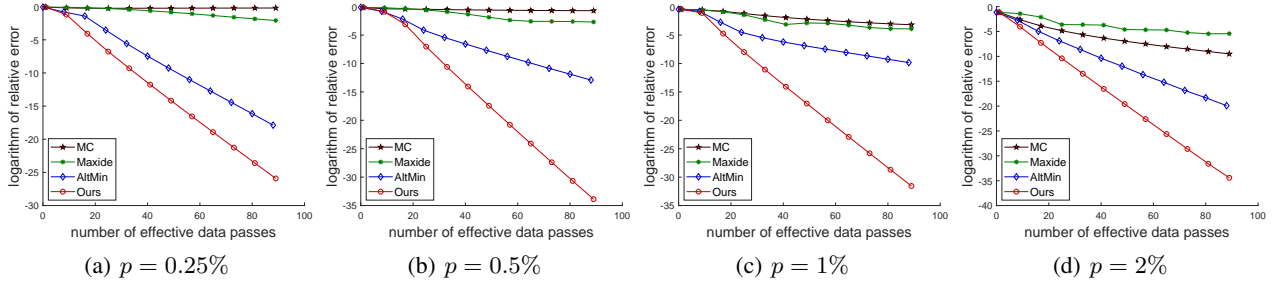 logarithm of relative error
0
-5
-10
-15
-20
-25
-30
MC
Maxide
AltMin
Ours
0 20 40 60 80 100
number of effective data passes
(a) p = 0.25%
logarithm of relative error
0
-5
-10
-15
-20
-25
-30
-35
MC
Maxide
AltMin
Ours
0 20 40 60 80 100
number of effective data passes
(b) p = 0.5%
logarithm of relative error
0
-5
-10
-15
-20
-25
-30
-35
MC
Maxide
AltMin
Ours
0 20 40 60 80 100
number of effective data passes
(c) p = 1%
logarithm of relative error
0
-5
-10
-15
-20
-25
-30
-35
-40
MC
Maxide
AltMin
Ours
0 20 40 60 80 100
number of effective data passes
(d) p = 2%